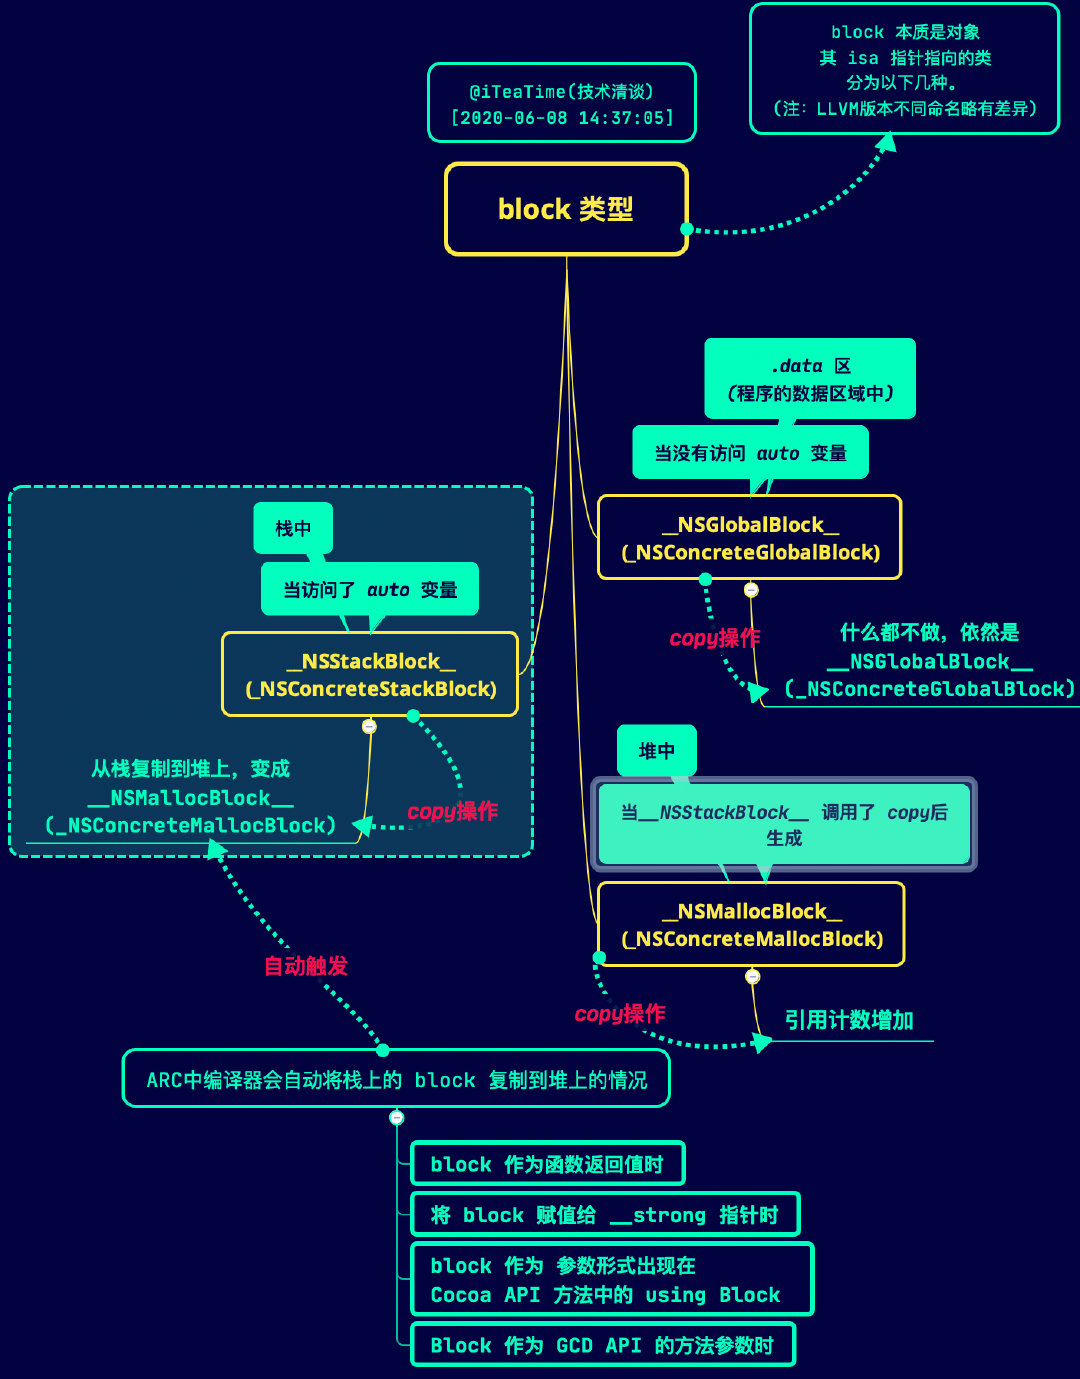 block 本质是对象
其 isa 指针指向的类
分为以下几种。
(注：LLVM版本不同命名略有差异)
@iTeaTime(技术清谈)
[2020-06-08 14:37:05]
block 类型
.data 区
(程序的数据区域中)
当没有访问 auto 变量
__NSGlobalBlock__
(_NSConcreteGlobalBlock)
copy操作
什么都不做，依然是
__NSGlobalBlock__
(_NSConcreteGlobalBlock)
栈中
当访问了 auto 变量
__NSStackBlock__
(_NSConcreteStackBlock)
copy操作
从栈复制到堆上，变成
__NSMallocBlock__
(_NSConcreteMallocBlock)
堆中
当__NSStackBlock__ 调用了 copy后
生成
__NSMallocBlock__
(_NSConcreteMallocBlock)
copy操作
引用计数增加
自动触发
ARC中编译器会自动将栈上的 block 复制到堆上的情况
block 作为函数返回值时
将 block 赋值给 __strong 指针时
block 作为 参数形式出现在
Cocoa API 方法中的 using Block
Block 作为 GCD API 的方法参数时